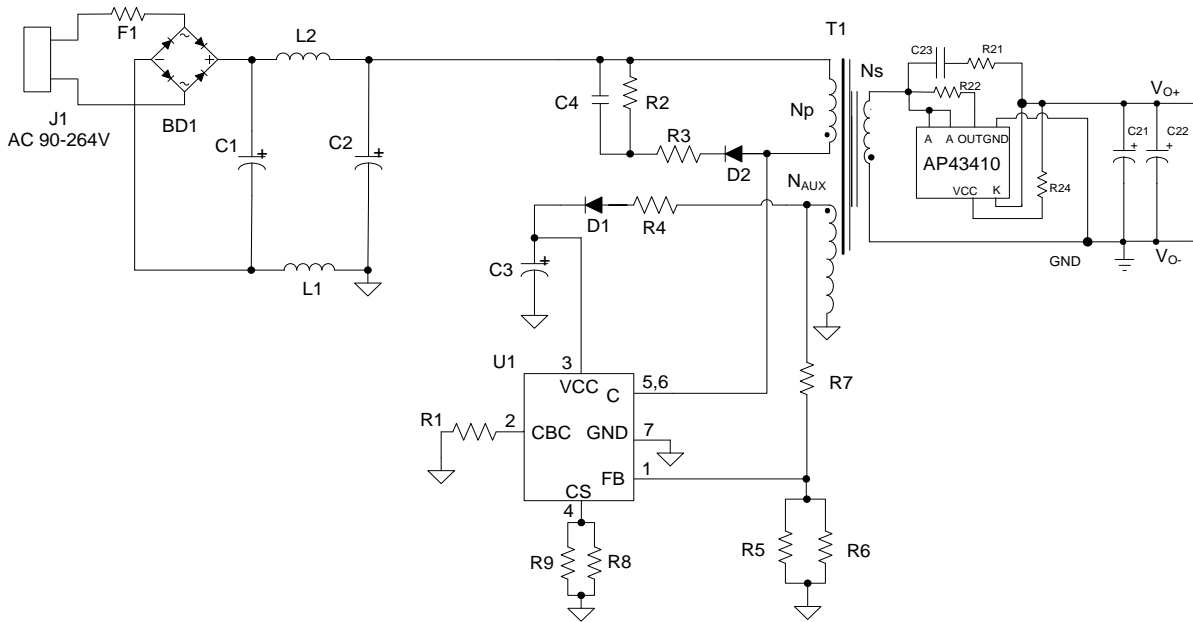 F1
J1
AC 90-264V
~
~
-
+
BD1
L2
C1
+
C2
+
L1
C4
R2
R3
D2
T1
Np
Ns
NAUX
D1
R4
C3
+
C23
R21
R22
A
A
OUT
GND
AP43410
VCC
K
R24
VO+
C21
+
C22
+
GND
VO-
U1
3
VCC
C
5,6
R1
2
CBC
GND
7
FB
1
CS
4
R9
R8
R7
R5
R6